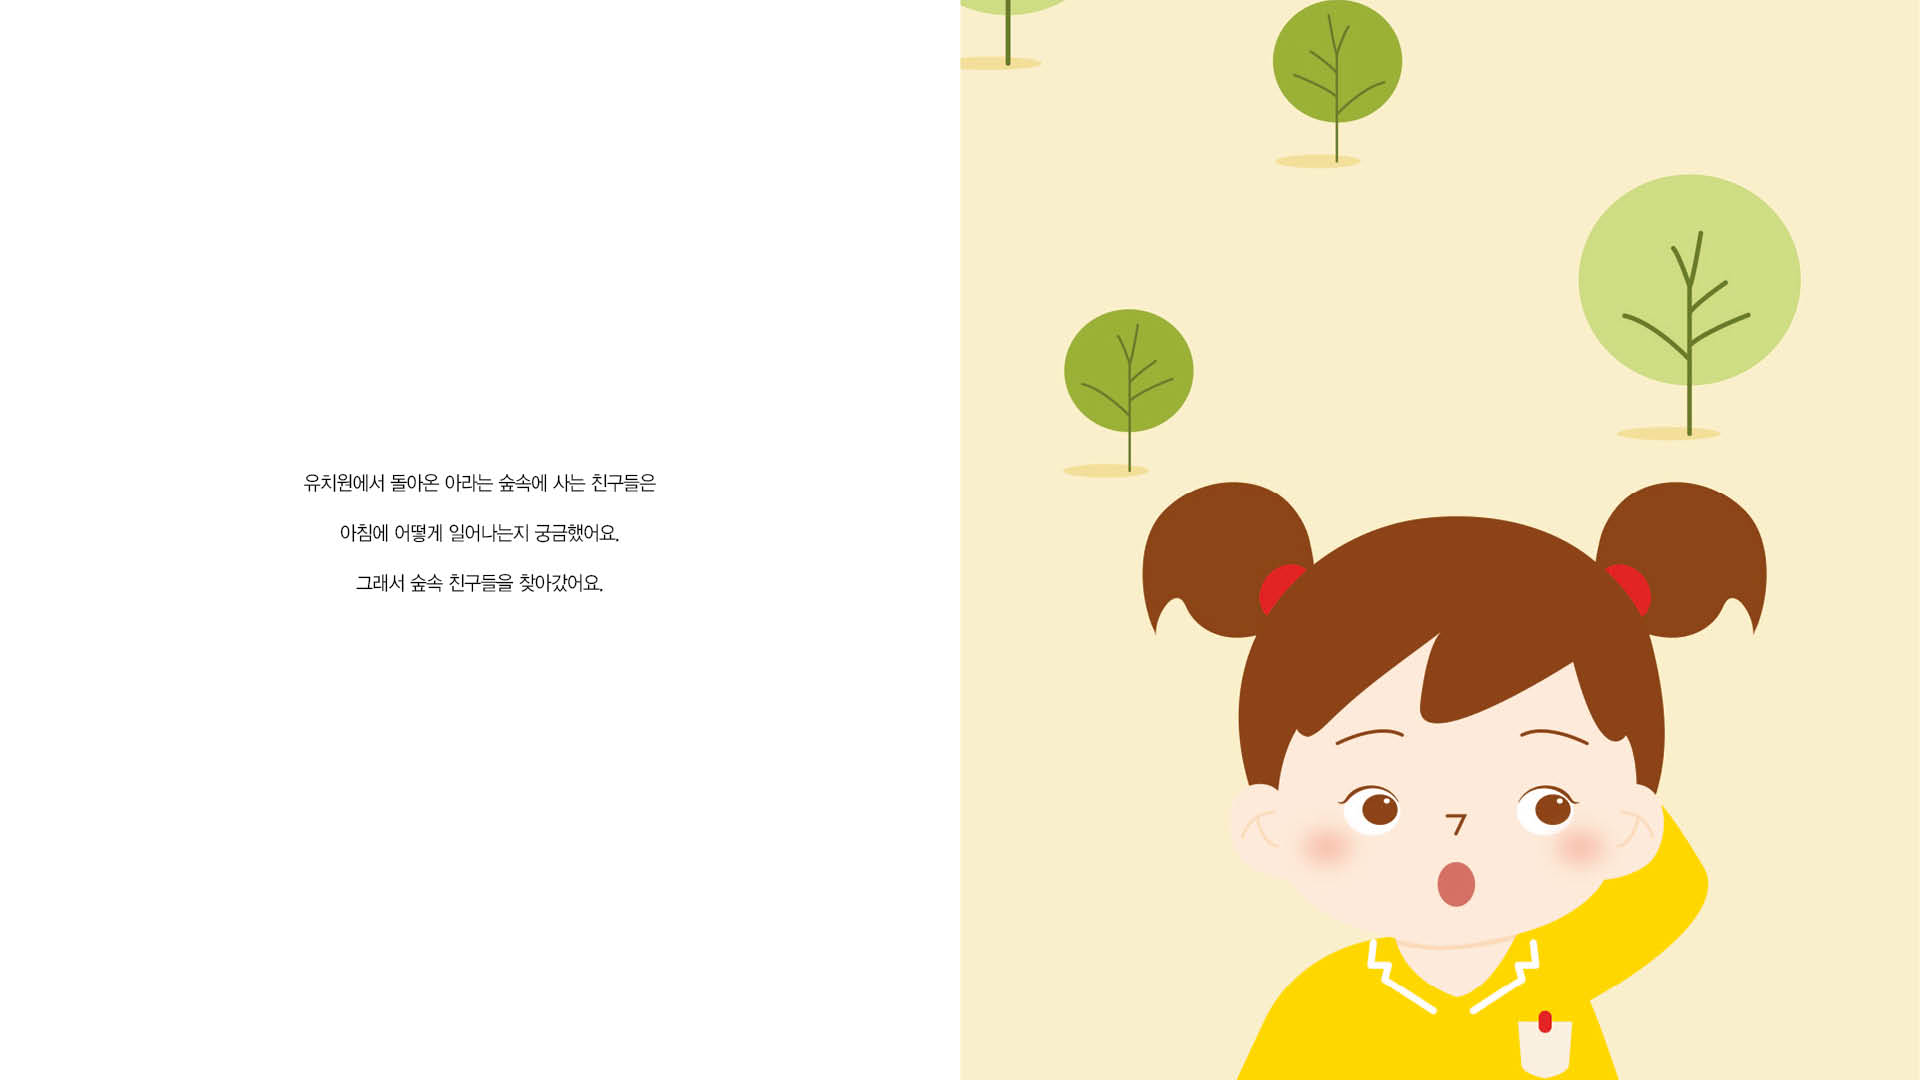 유치원에서 돌아온 아라는 숲속에 사는 친구들은
아침에 어떻게 일어나는지 궁금했어요.
그래서 숲속 친구들을 찾아갔어요.